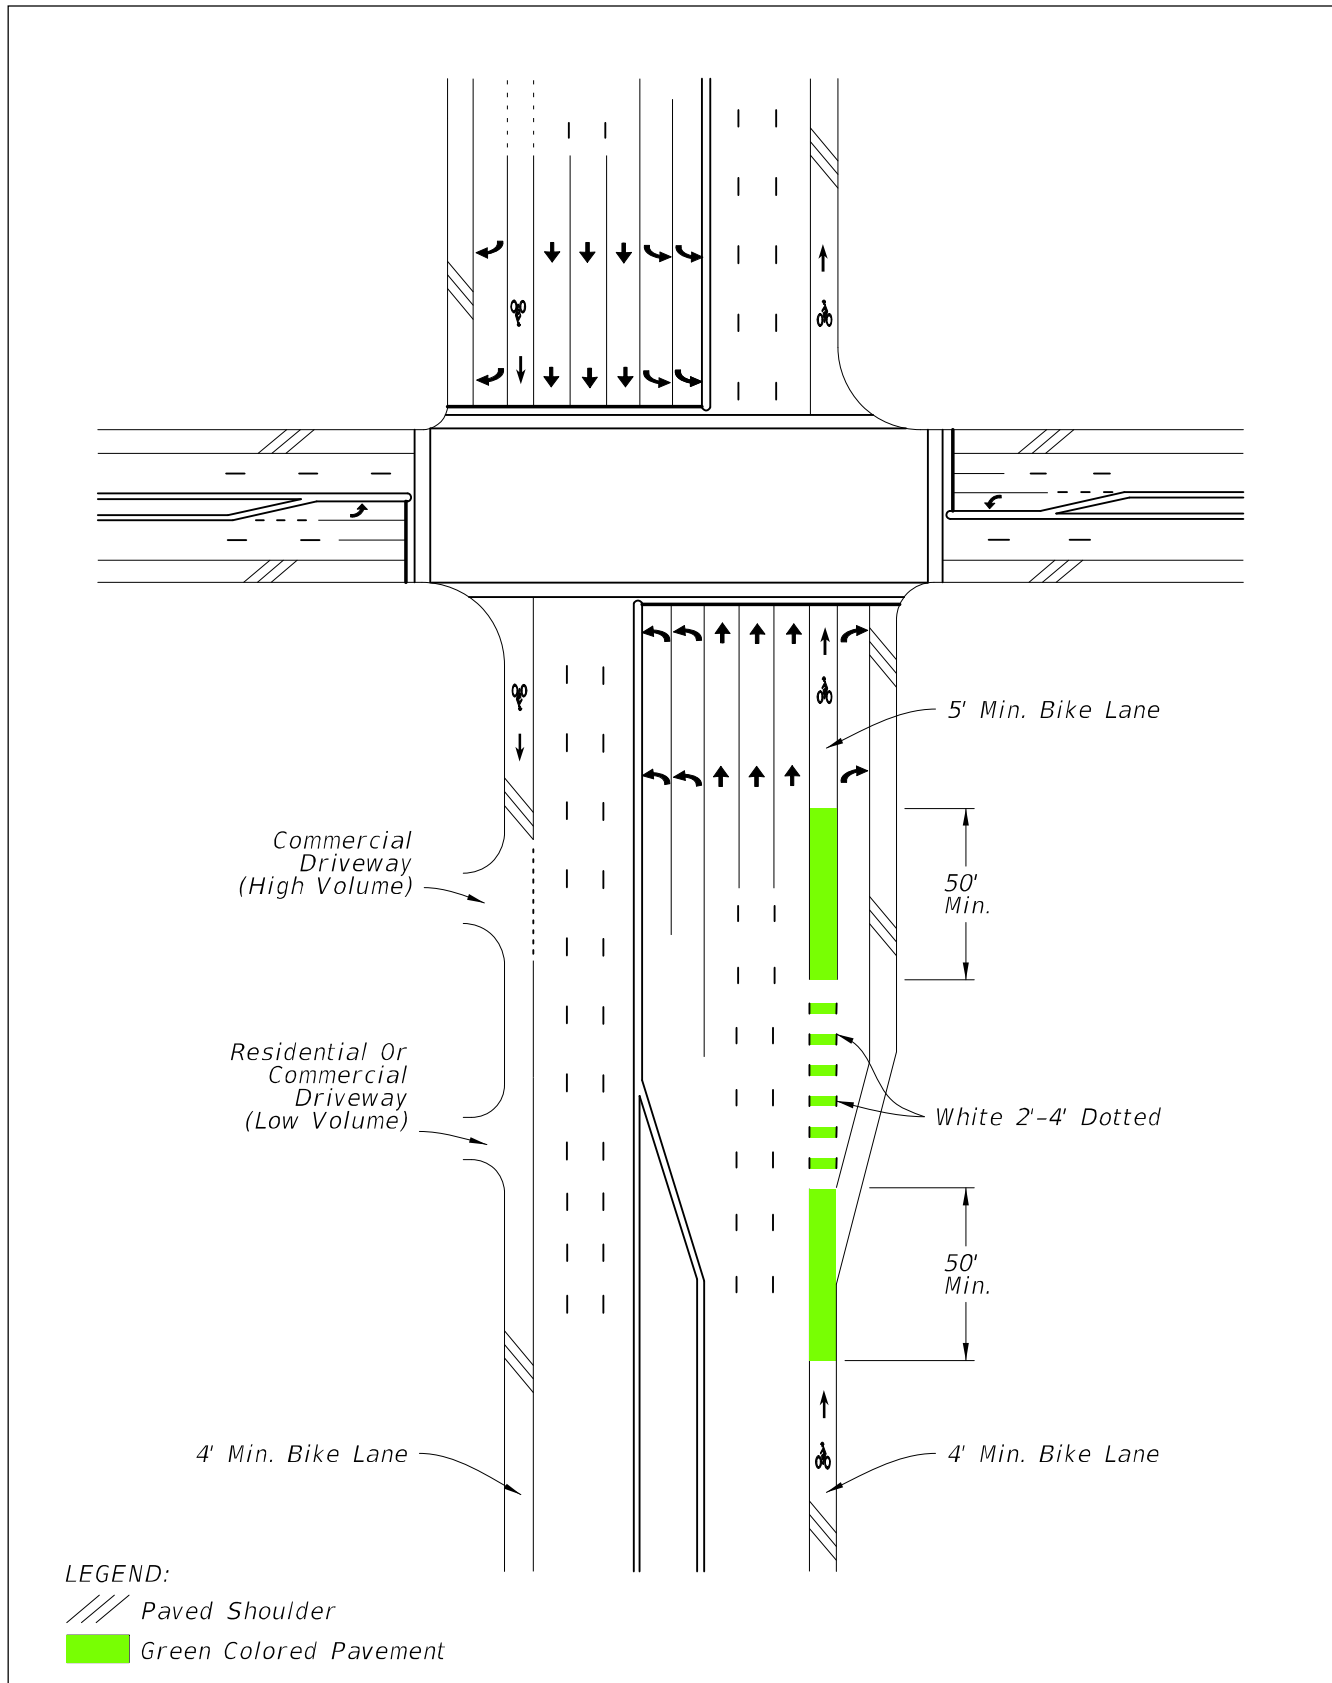 5' Min. Bike Lane
Commercial
Driveway
(High Volume)
50'
Min.
Residential Or
Commercial
Driveway
(Low Volume)
White 2'-4' Dotted
50'
Min.
4' Min. Bike Lane
4' Min. Bike Lane
LEGEND:
Paved Shoulder
Green Colored Pavement